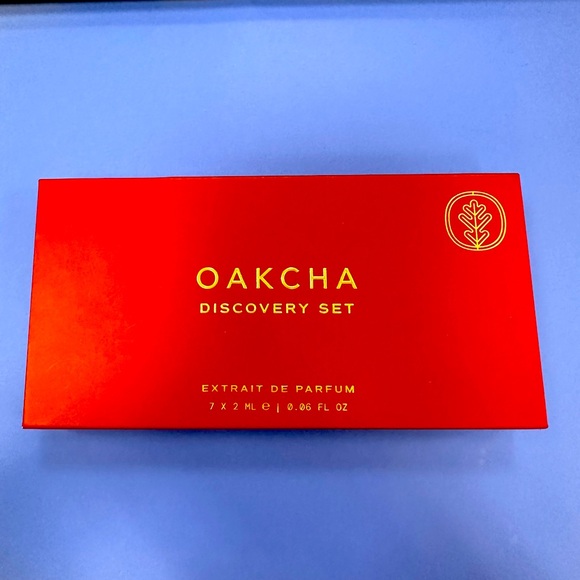 OAKCHA
DISCOVERY SET
EXTRAIT DE PARFUM
7 X 2 ML ℮ | 0.06 FL OZ